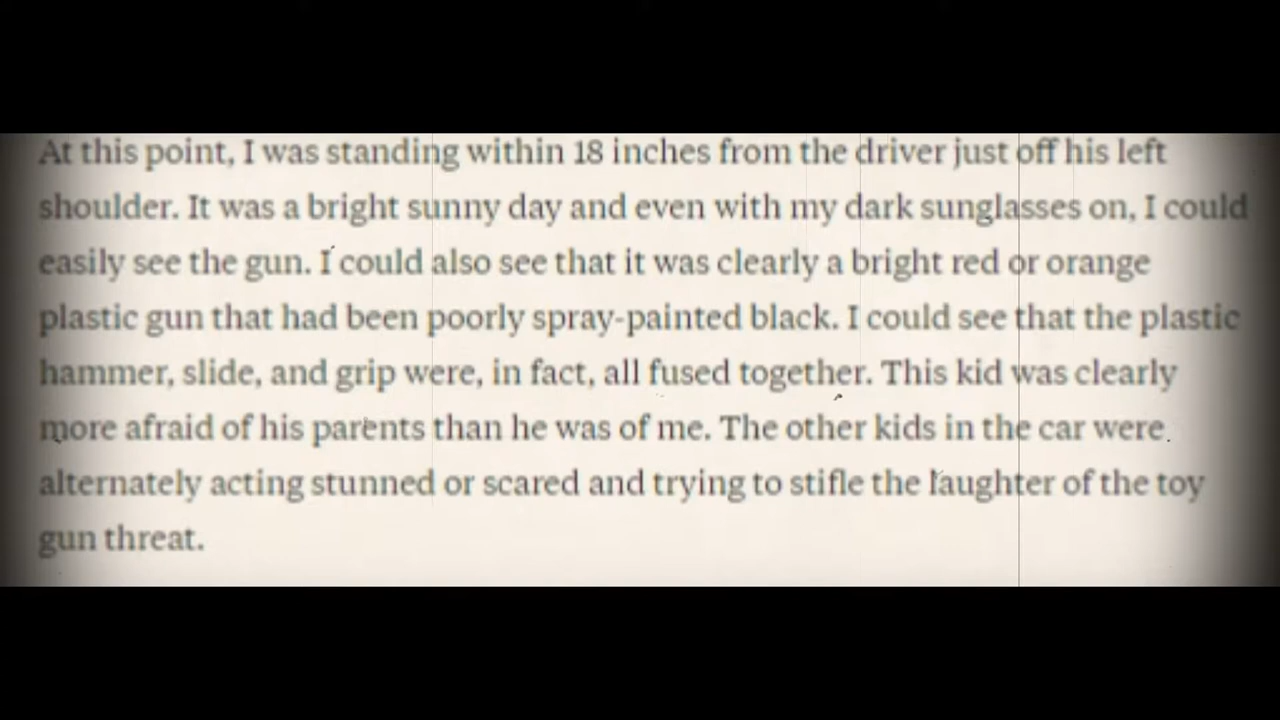 At this point, I was standing within 18 inches from the driver just off his left
shoulder. It was a bright sunny day and even with my dark sunglasses on, I could
easily see the gun. I could also see that it was clearly a bright red or orange
plastic gun that had been poorly spray-painted black. I could see that the plastic
hammer, slide, and grip were, in fact, all fused together. This kid was clearly
more afraid of his parents than he was of me. The other kids in the car were
alternately acting stunned or scared and trying to stifle the laughter of the toy
gun threat.